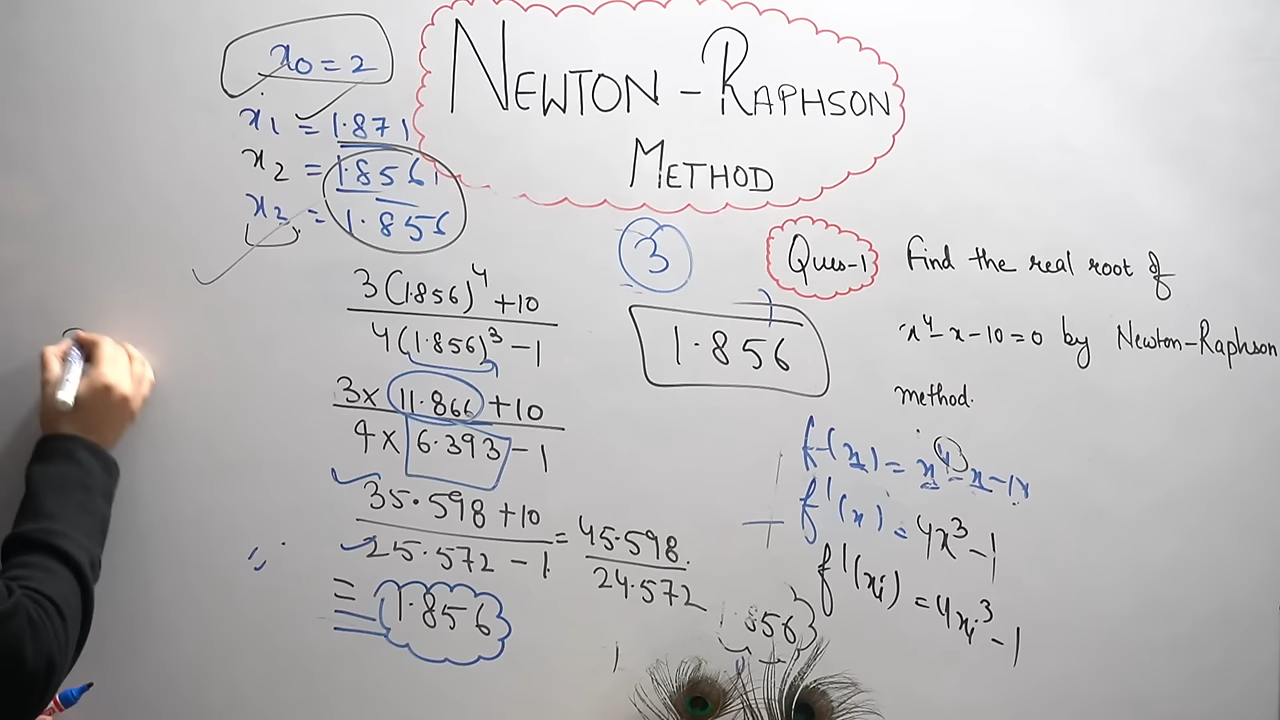 x₀ = 2
x₁ = 1.871
x₂ = 1.856
x₃ = 1.856
NEWTON - RAPHSON
METHOD
3
Ques-1 Find the real root of
x⁴ - x - 10 = 0 by Newton-Raphson
method.
3(1.856)⁴ + 10
4(1.856)³ - 1
1.856
3 x 11.866 + 10
4 x 6.393 - 1
35.598 + 10
25.572 - 1
= 45.598
24.572
= 1.856
f(x) = x⁴ - x - 10
f'(x) = 4x³ - 1
f'(xᵢ) = 4xᵢ³ - 1